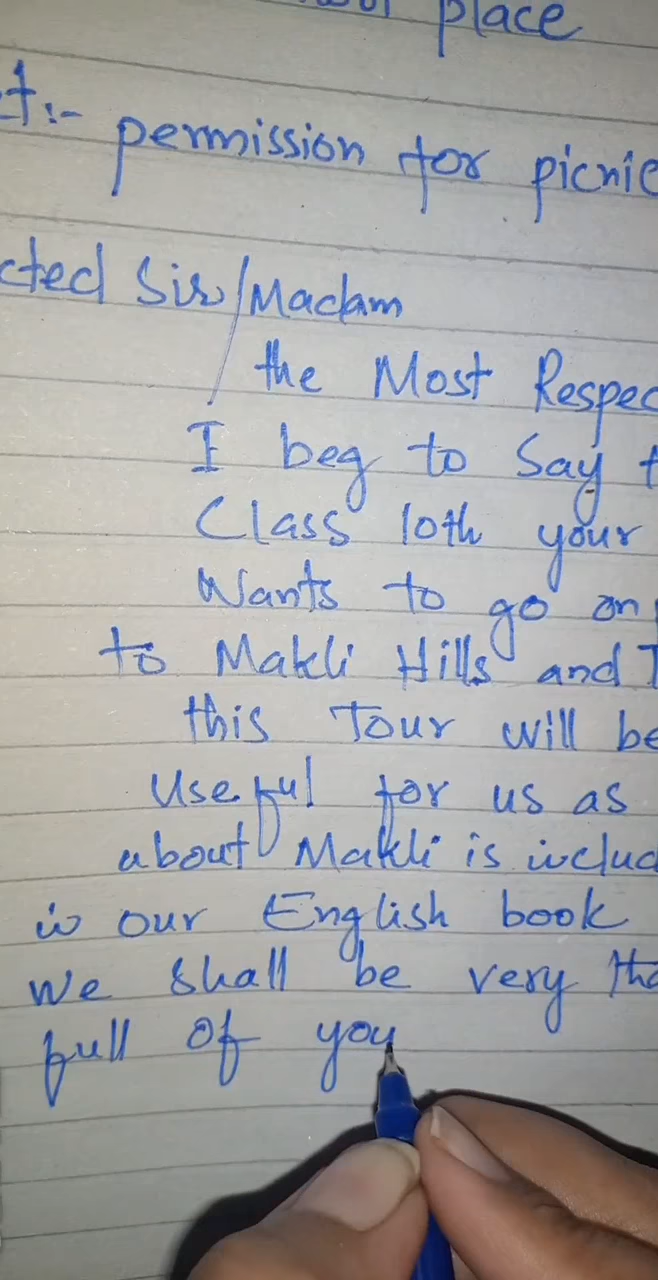 place
t:- permission for picnic
cted Sir/Madam
the Most Respec
I beg to Say t
Class 10th your
Wants to go on
to Makli Hills and I
this Tour will be
Useful for us as
about Makli is includ
in our English book
We shall be very tha
full of you